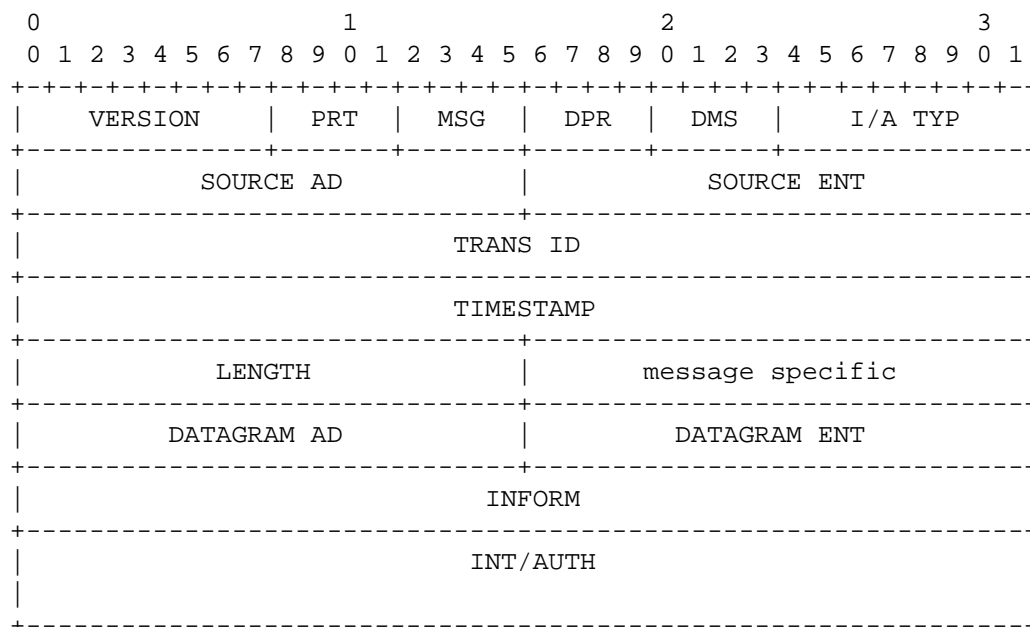 0                   1                   2                   3
0 1 2 3 4 5 6 7 8 9 0 1 2 3 4 5 6 7 8 9 0 1 2 3 4 5 6 7 8 9 0 1
+-+-+-+-+-+-+-+-+-+-+-+-+-+-+-+-+-+-+-+-+-+-+-+-+-+-+-+-+-+-+-+--
|    VERSION    |  PRT  |  MSG  |  DPR  |  DMS  |    I/A TYP
+---------------+-------+-------+-------+-------+----------------
|           SOURCE AD           |           SOURCE ENT
+-------------------------------+--------------------------------
|                           TRANS ID
+----------------------------------------------------------------
|                           TIMESTAMP
+-------------------------------+--------------------------------
|            LENGTH             |       message specific
+-------------------------------+--------------------------------
|         DATAGRAM AD           |         DATAGRAM ENT
+-------------------------------+--------------------------------
|                             INFORM
+----------------------------------------------------------------
|                            INT/AUTH
|
+----------------------------------------------------------------